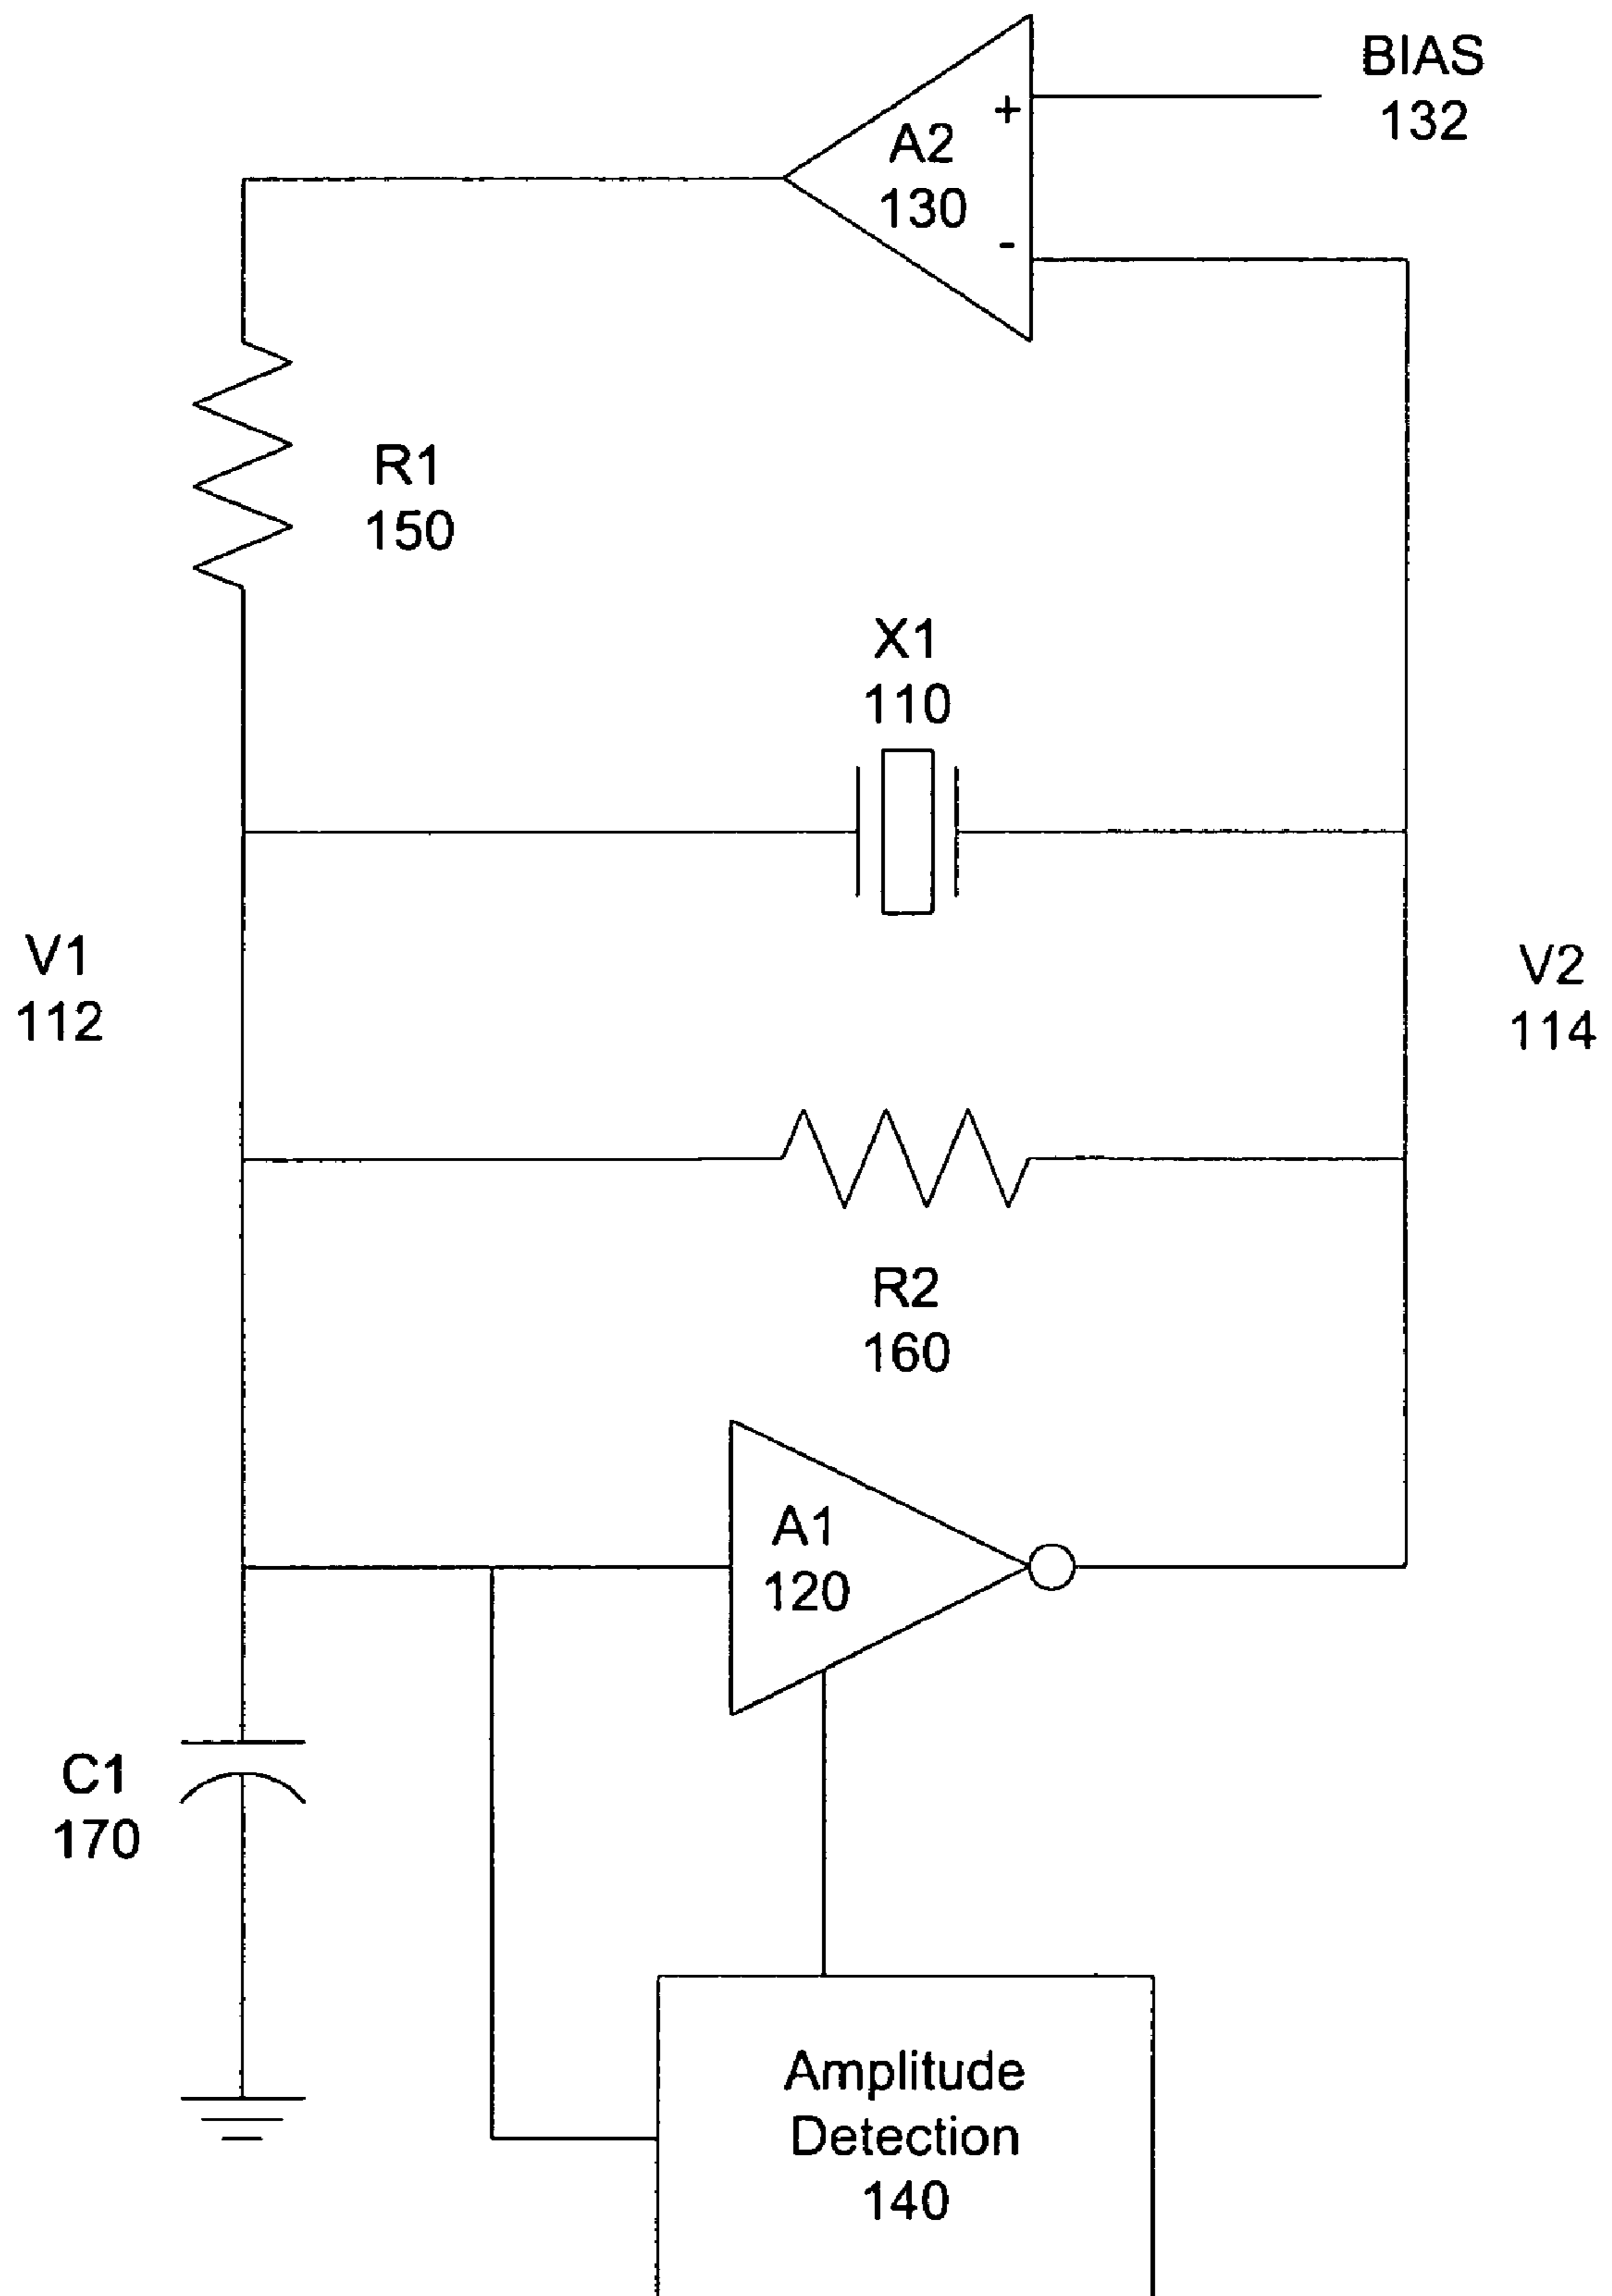 BIAS
132
+
A2
130
-
R1
150
X1
110
V1
112
V2
114
R2
160
A1
120
C1
170
Amplitude
Detection
140